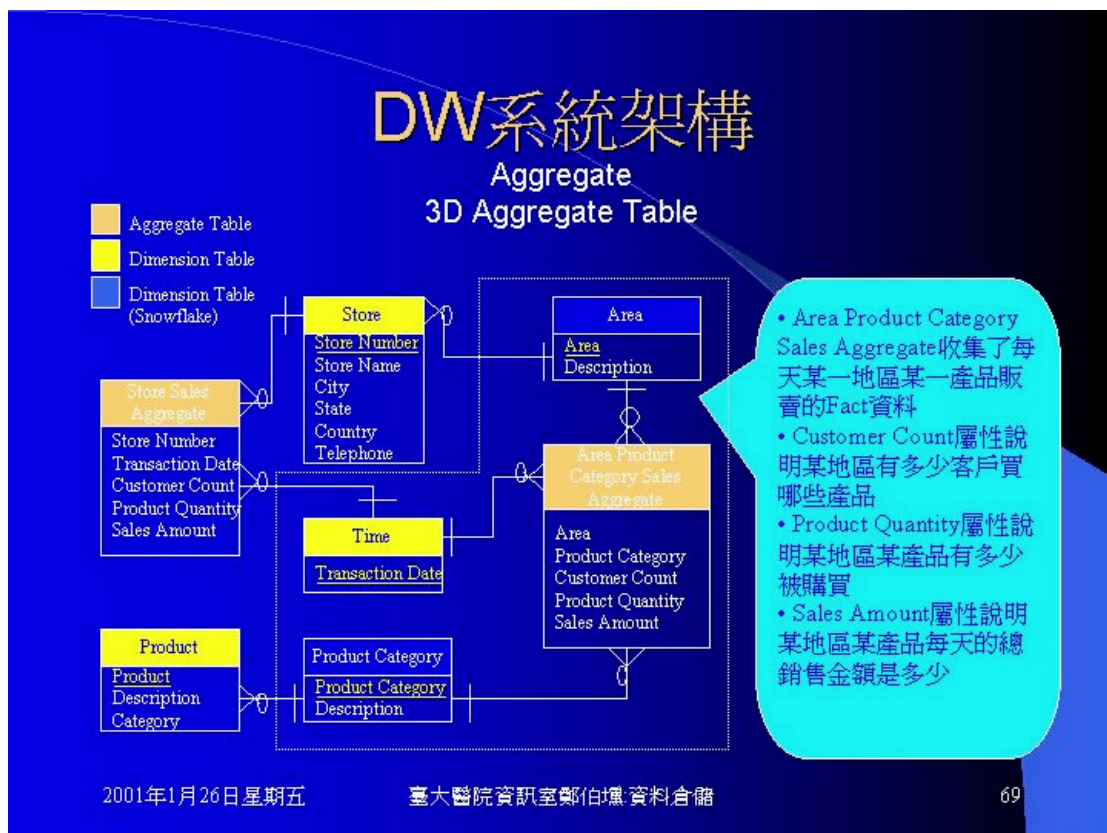 DW系統架構
Aggregate
3D Aggregate Table
Aggregate Table
Dimension Table
Dimension Table
(Snowflake)
Store
Store Number
Store Name
City
State
Country
Telephone
Area
Area
Description
Store Sales
Aggregate
Store Number
Transaction Date
Customer Count
Product Quantity
Sales Amount
Area Product
Category Sales
Aggregate
Area
Product Category
Customer Count
Product Quantity
Sales Amount
Time
Transaction Date
Product
Product
Description
Category
Product Category
Product Category
Description
• Area Product Category
Sales Aggregate收集了每
天某一地區某一產品販
賣的Fact資料
• Customer Count屬性說
明某地區有多少客戶買
哪些產品
• Product Quantity屬性說
明某地區某產品有多少
被購買
• Sales Amount屬性說明
某地區某產品每天的總
銷售金額是多少
2001年1月26日星期五
臺大醫院資訊室鄭伯壎:資料倉儲
69